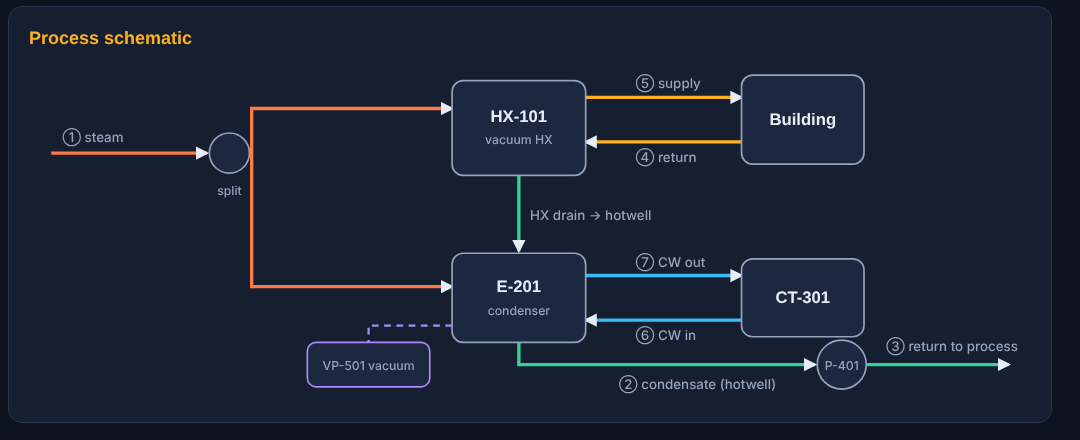 Process schematic
① steam
split
HX-101
vacuum HX
⑤ supply
④ return
Building
HX drain → hotwell
E-201
condenser
⑦ CW out
⑥ CW in
CT-301
VP-501 vacuum
② condensate (hotwell)
P-401
③ return to process